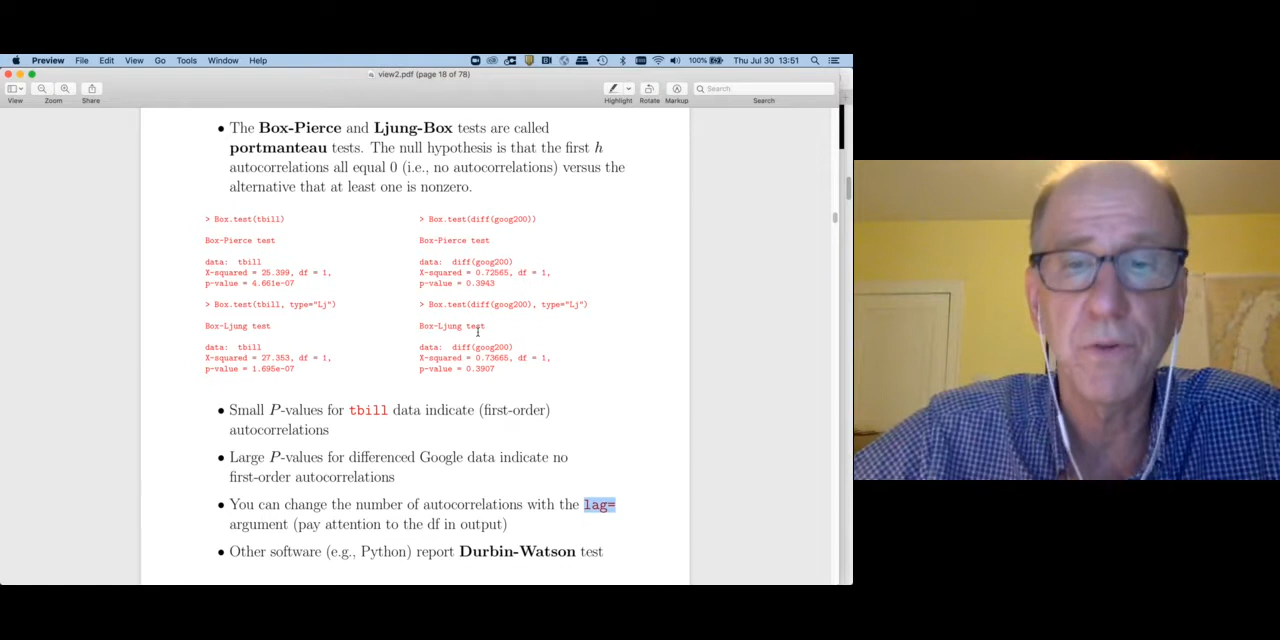 Preview File Edit View Go Tools Window Help 100% Thu Jul 30 13:51
view2.pdf (page 18 of 78)
View Zoom Share Highlight Rotate Markup Search
Search
• The Box-Pierce and Ljung-Box tests are called
portmanteau tests. The null hypothesis is that the first h
autocorrelations all equal 0 (i.e., no autocorrelations) versus the
alternative that at least one is nonzero.
> Box.test(tbill)
Box-Pierce test
data: tbill
X-squared = 25.399, df = 1,
p-value = 4.661e-07
> Box.test(tbill, type="Lj")
Box-Ljung test
data: tbill
X-squared = 27.353, df = 1,
p-value = 1.695e-07
> Box.test(diff(goog200))
Box-Pierce test
data: diff(goog200)
X-squared = 0.72565, df = 1,
p-value = 0.3943
> Box.test(diff(goog200), type="Lj")
Box-Ljung test
data: diff(goog200)
X-squared = 0.73665, df = 1,
p-value = 0.3907
• Small P-values for tbill data indicate (first-order)
autocorrelations
• Large P-values for differenced Google data indicate no
first-order autocorrelations
• You can change the number of autocorrelations with the lag=
argument (pay attention to the df in output)
• Other software (e.g., Python) report Durbin-Watson test